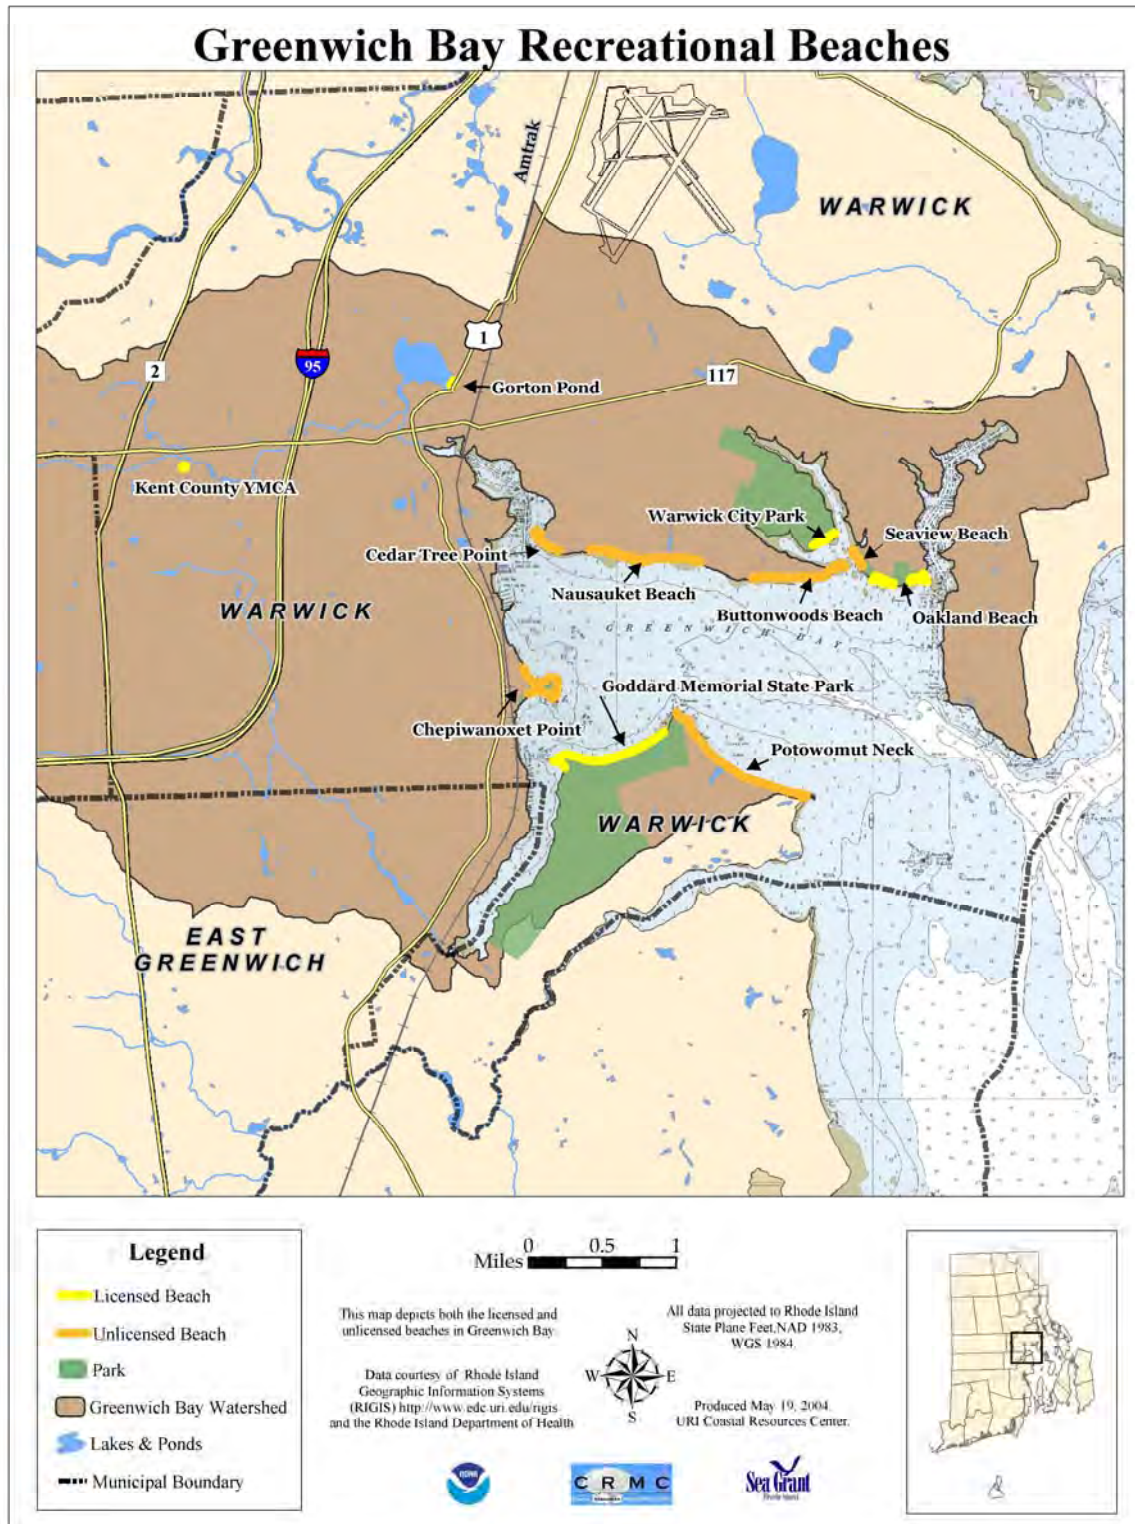 Greenwich Bay Recreational Beaches
Amtrak
WARWICK
1
2
95
117
Gorton Pond
Kent County YMCA
Warwick City Park
Seaview Beach
Cedar Tree Point
Nausauket Beach
Buttonwoods Beach
Oakland Beach
WARWICK
GREENWICH BAY
Goddard Memorial State Park
Chepiwanoxet Point
Potowomut Neck
WARWICK
EAST
GREENWICH
Legend
Licensed Beach
Unlicensed Beach
Park
Greenwich Bay Watershed
Lakes & Ponds
Municipal Boundary
0 0.5 1
Miles
This map depicts both the licensed and
unlicensed beaches in Greenwich Bay
Data courtesy of Rhode Island
Geographic Information Systems
(RIGIS) http://www.edc.uri.edu/rigis
and the Rhode Island Department of Health
N
W E
S
All data projected to Rhode Island
State Plane Feet,NAD 1983,
WGS 1984.
Produced May 19, 2004.
URI Coastal Resources Center.
NOAA
CRMC
Sea Grant
Rhode Island